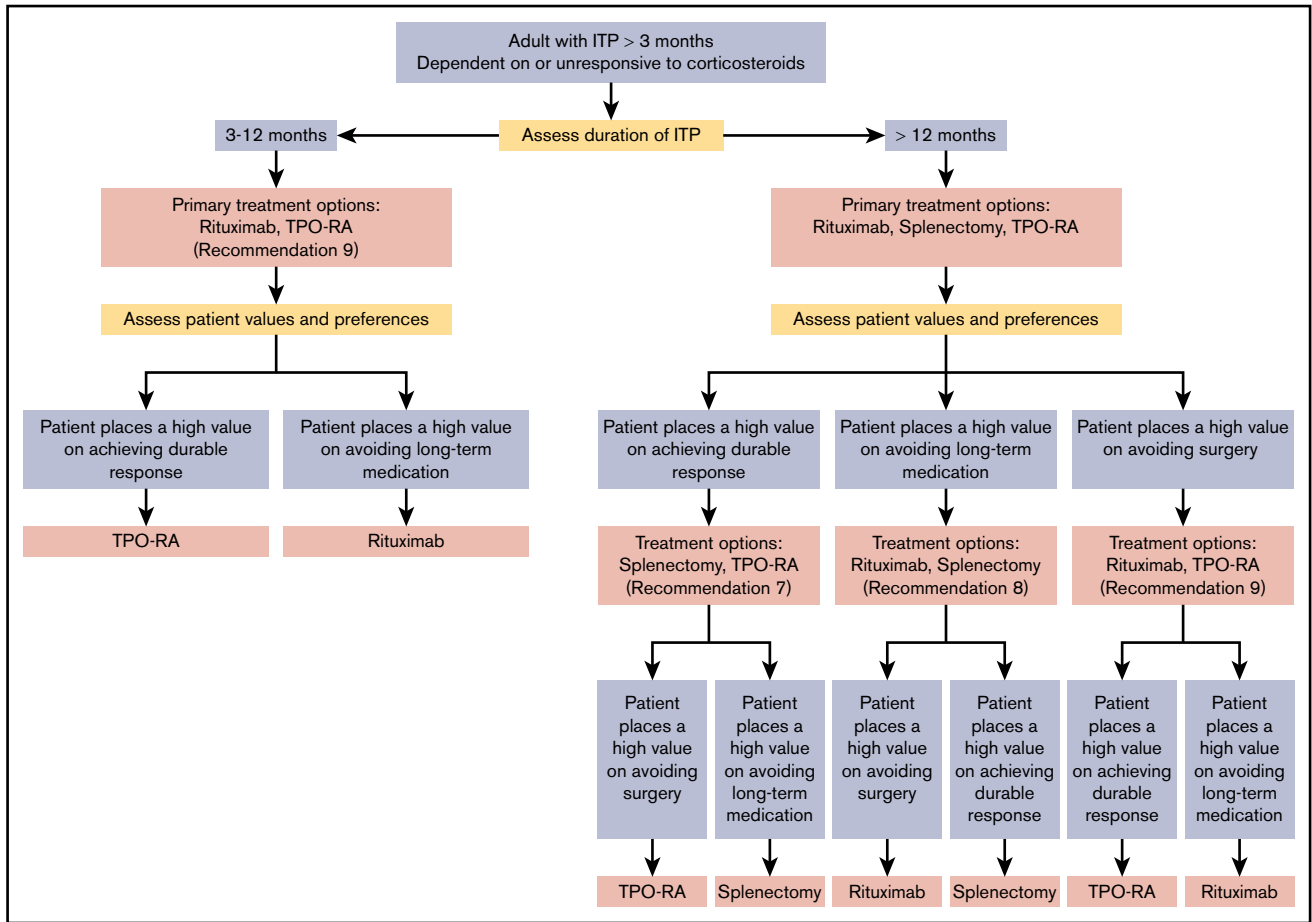 Adult with ITP > 3 months
Dependent on or unresponsive to corticosteroids
3-12 months
Assess duration of ITP
> 12 months
Primary treatment options:
Rituximab, TPO-RA
(Recommendation 9)
Primary treatment options:
Rituximab, Splenectomy, TPO-RA
Assess patient values and preferences
Assess patient values and preferences
Patient places a high value
on achieving durable
response
Patient places a high value
on avoiding long-term
medication
Patient places a high value
on achieving durable
response
Patient places a high value
on avoiding long-term
medication
Patient places a high value
on avoiding surgery
TPO-RA
Rituximab
Treatment options:
Splenectomy, TPO-RA
(Recommendation 7)
Treatment options:
Rituximab, Splenectomy
(Recommendation 8)
Treatment options:
Rituximab, TPO-RA
(Recommendation 9)
Patient
places a
high value
on avoiding
surgery
Patient
places a
high value
on avoiding
long-term
medication
Patient
places a
high value
on avoiding
surgery
Patient
places a
high value
on achieving
durable
response
Patient
places a
high value
on achieving
durable
response
Patient
places a
high value
on avoiding
long-term
medication
TPO-RA
Splenectomy
Rituximab
Splenectomy
TPO-RA
Rituximab